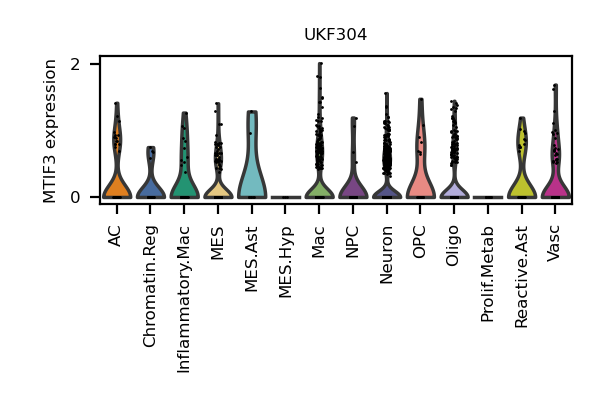 UKF304
MTIF3 expression
2
0
AC
Chromatin.Reg
Inflammatory.Mac
MES
MES.Ast
MES.Hyp
Mac
NPC
Neuron
OPC
Oligo
Prolif.Metab
Reactive.Ast
Vasc